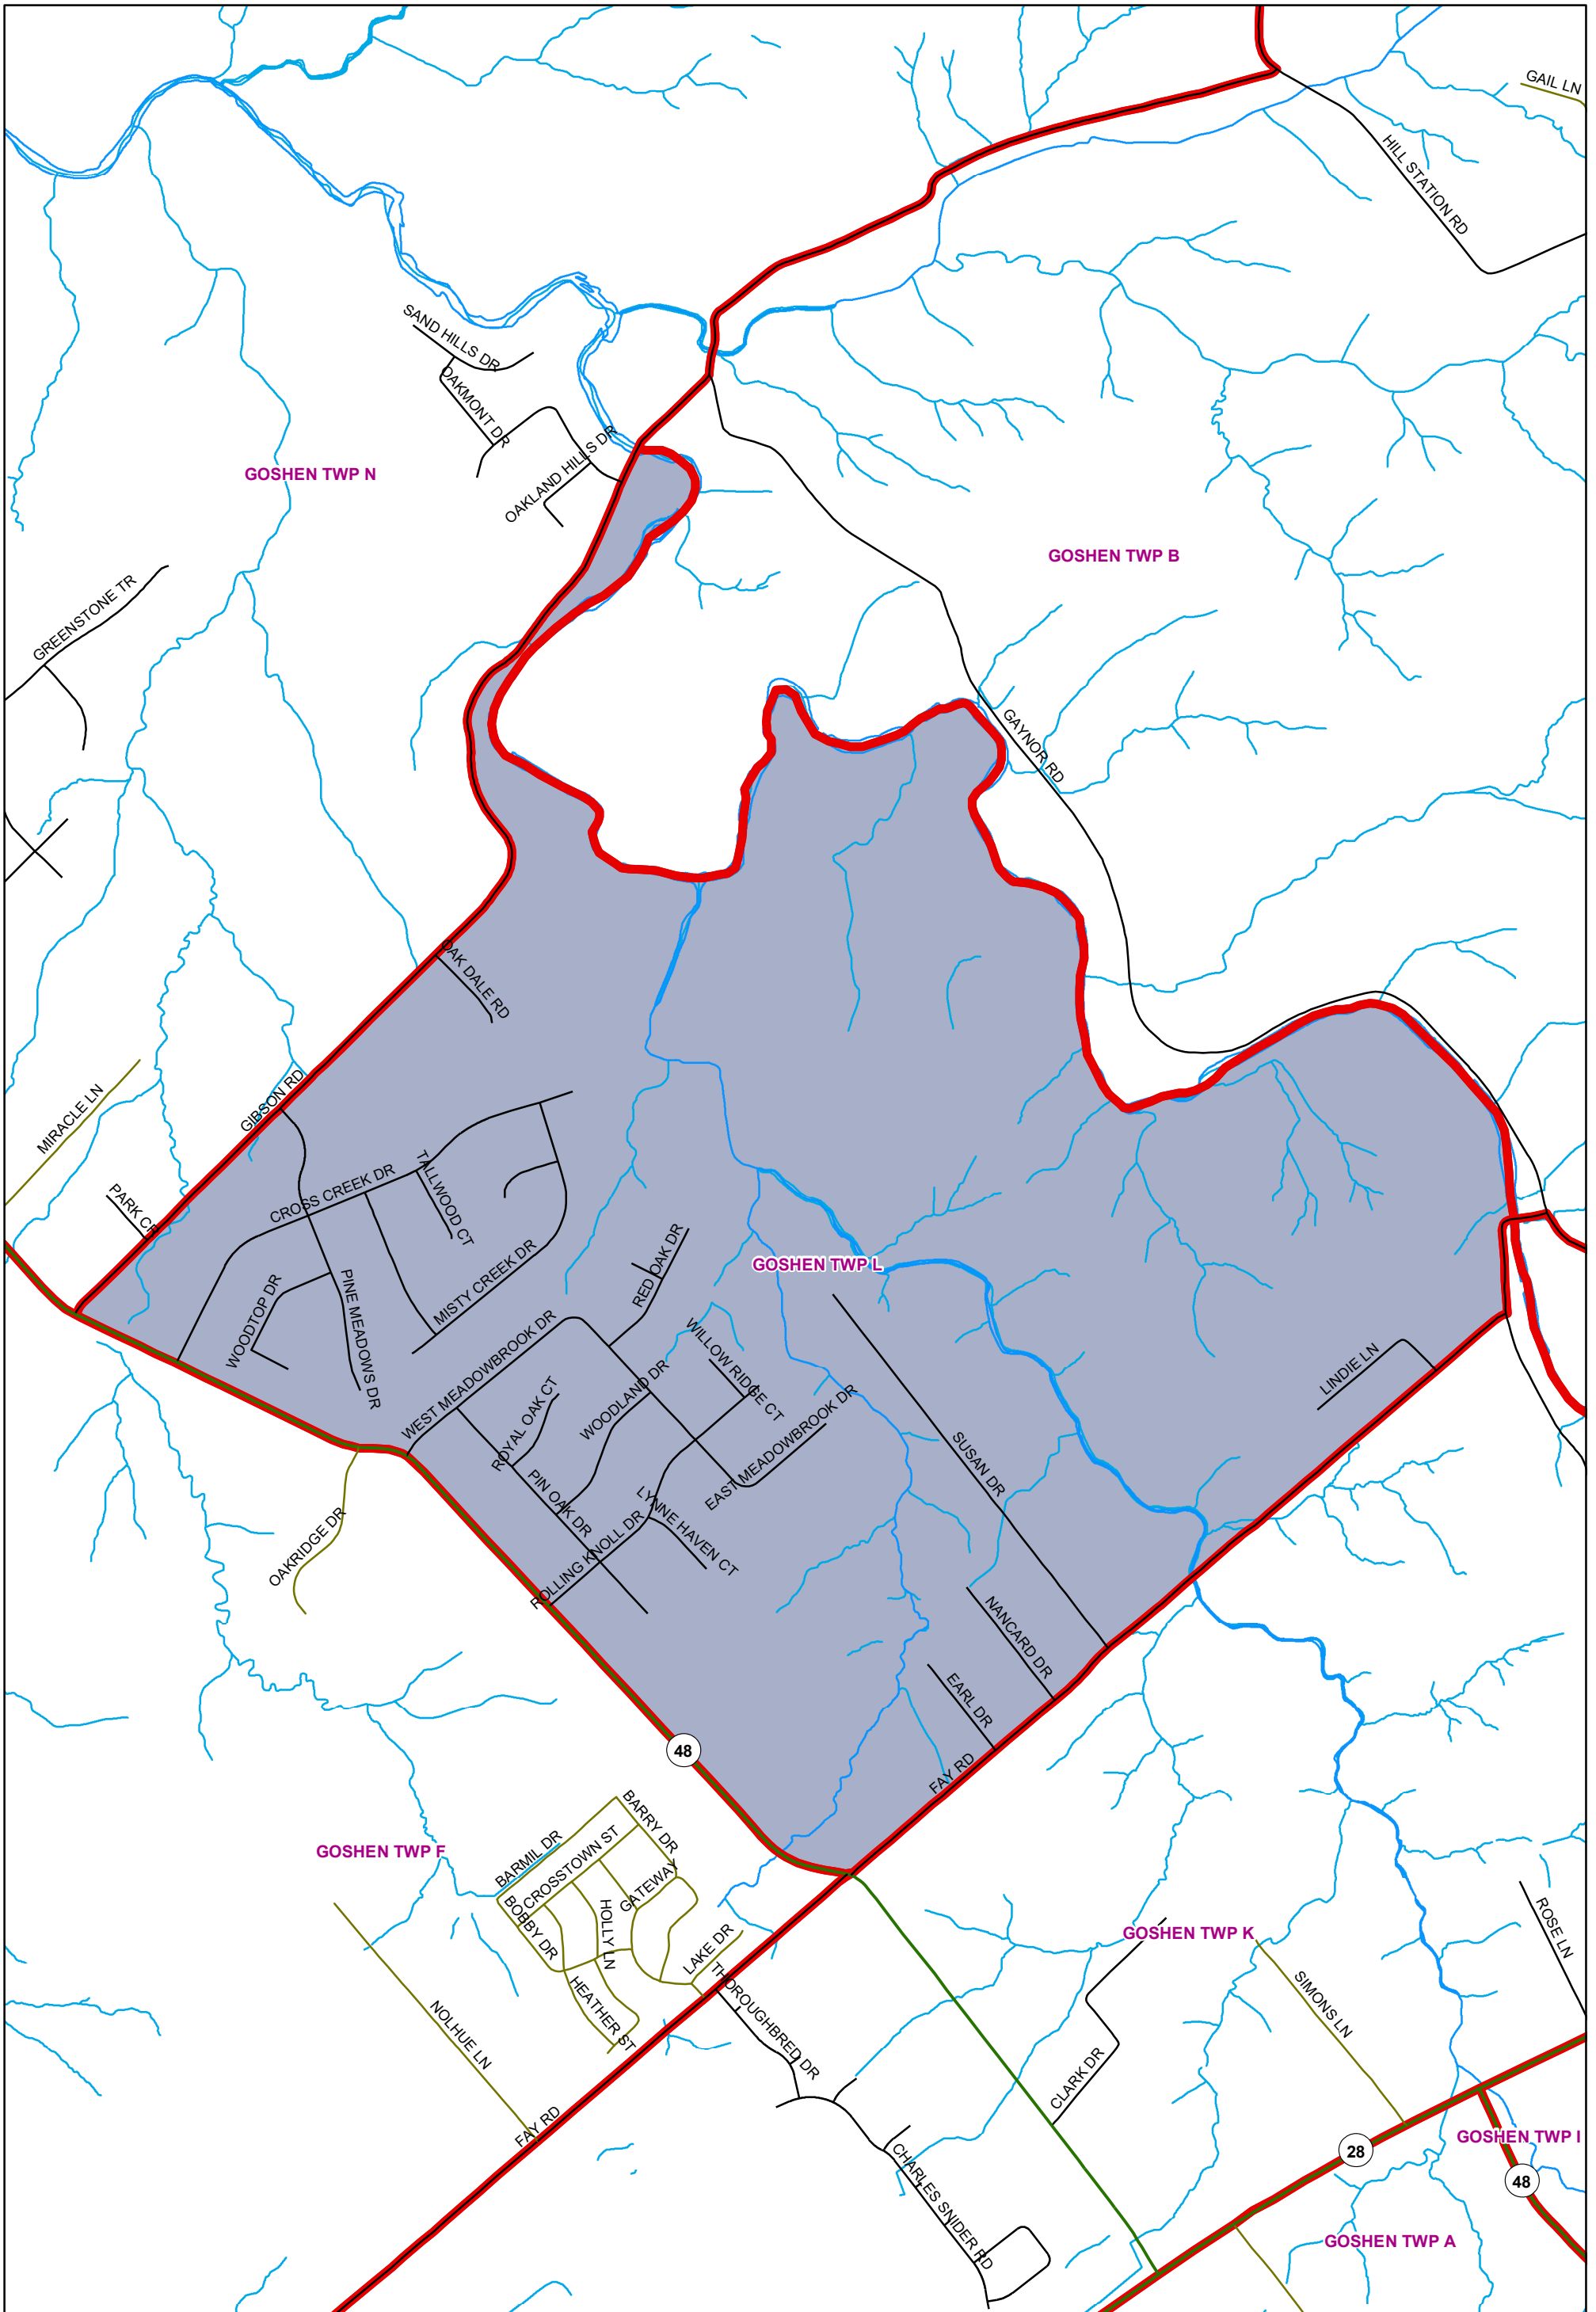 GAIL LN
HILL STATION RD
SAND HILLS DR
OAKMONT DR
OAKLAND HILLS DR
GOSHEN TWP N
GOSHEN TWP B
GREENSTONE TR
GAYNOR RD
OAK DALE RD
MIRACLE LN
GIBSON RD
PARK CR
CROSS CREEK DR
TALLWOOD CT
MISTY CREEK DR
WOODTOP DR
PINE MEADOWS DR
RED OAK DR
GOSHEN TWP L
WEST MEADOWBROOK DR
WILLOW RIDGE CT
WOODLAND DR
ROYAL OAK CT
EAST MEADOWBROOK DR
LINDIE LN
SUSAN DR
PIN OAK DR
LYNNE HAVEN CT
ROLLING KNOLL DR
OAKRIDGE DR
NANCARD DR
EARL DR
48
FAY RD
BARRY DR
BARMIL DR
CROSSTOWN ST
GOSHEN TWP F
GATEWAY
BOBBY DR
HOLLY LN
LAKE DR
HEATHER ST
THOROUGHBRED DR
NOLHUE LN
FAY RD
GOSHEN TWP K
ROSE LN
SIMONS LN
CLARK DR
CHARLES SNIDER RD
28
GOSHEN TWP I
48
GOSHEN TWP A